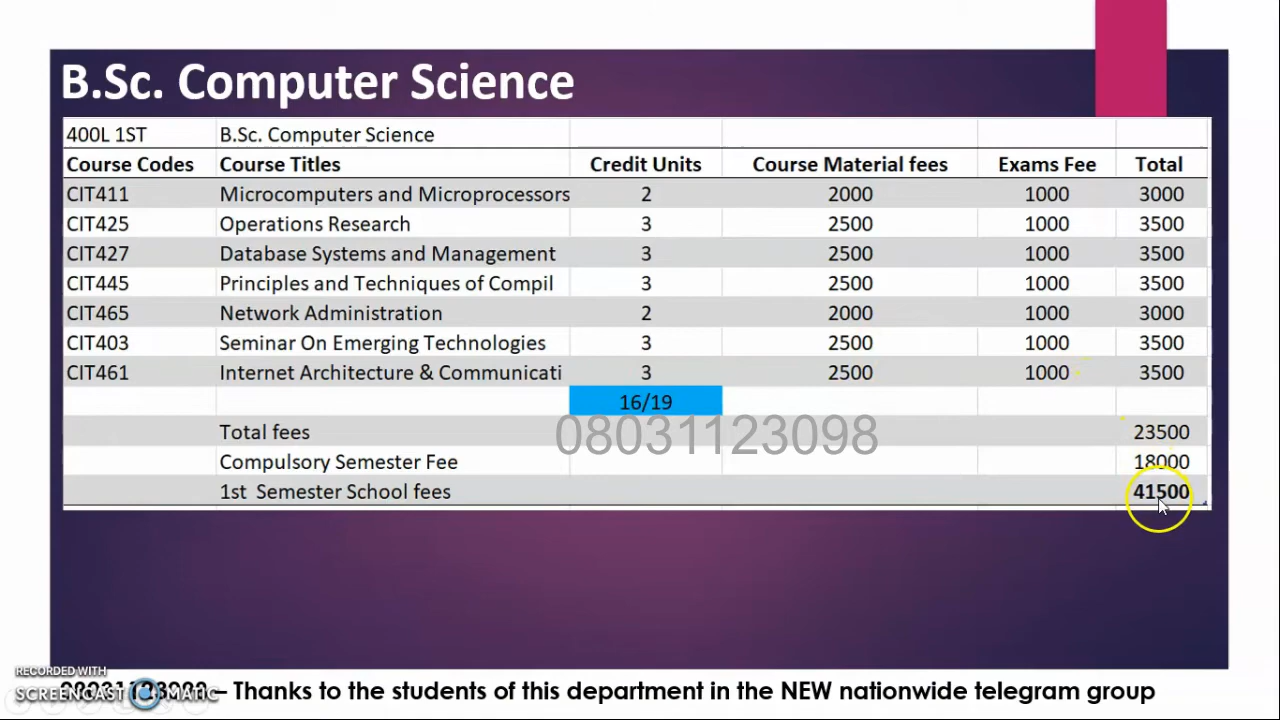 B.Sc. Computer Science
400L 1ST B.Sc. Computer Science
Course Codes Course Titles Credit Units Course Material fees Exams Fee Total
CIT411 Microcomputers and Microprocessors 2 2000 1000 3000
CIT425 Operations Research 3 2500 1000 3500
CIT427 Database Systems and Management 3 2500 1000 3500
CIT445 Principles and Techniques of Compil 3 2500 1000 3500
CIT465 Network Administration 2 2000 1000 3000
CIT403 Seminar On Emerging Technologies 3 2500 1000 3500
CIT461 Internet Architecture & Communicati 3 2500 1000 3500
16/19
Total fees 23500
08031123098
Compulsory Semester Fee 18000
1st Semester School fees 41500
RECORDED WITH
SCREENCAST MATIC
08031123098 – Thanks to the students of this department in the NEW nationwide telegram group